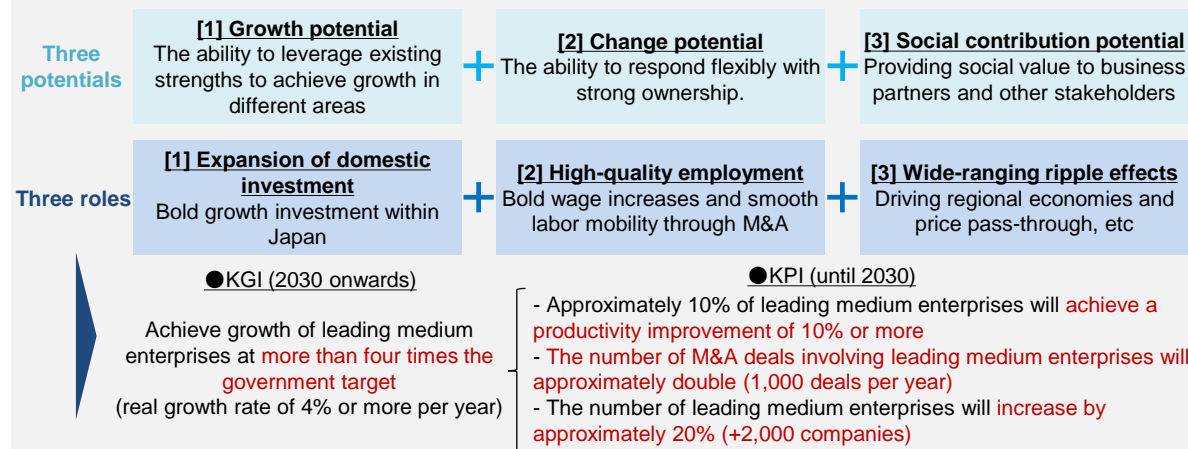 Three
potentials
[1] Growth potential
The ability to leverage existing
strengths to achieve growth in
different areas
+
[2] Change potential
The ability to respond flexibly with
strong ownership.
+
[3] Social contribution potential
Providing social value to business
partners and other stakeholders
Three roles
[1] Expansion of domestic
investment
Bold growth investment within
Japan
+
[2] High-quality employment
Bold wage increases and smooth
labor mobility through M&A
+
[3] Wide-ranging ripple effects
Driving regional economies and
price pass-through, etc
●KGI (2030 onwards)
Achieve growth of leading medium
enterprises at more than four times the
government target
(real growth rate of 4% or more per year)
●KPI (until 2030)
- Approximately 10% of leading medium enterprises will achieve a
productivity improvement of 10% or more
- The number of M&A deals involving leading medium enterprises will
approximately double (1,000 deals per year)
- The number of leading medium enterprises will increase by
approximately 20% (+2,000 companies)